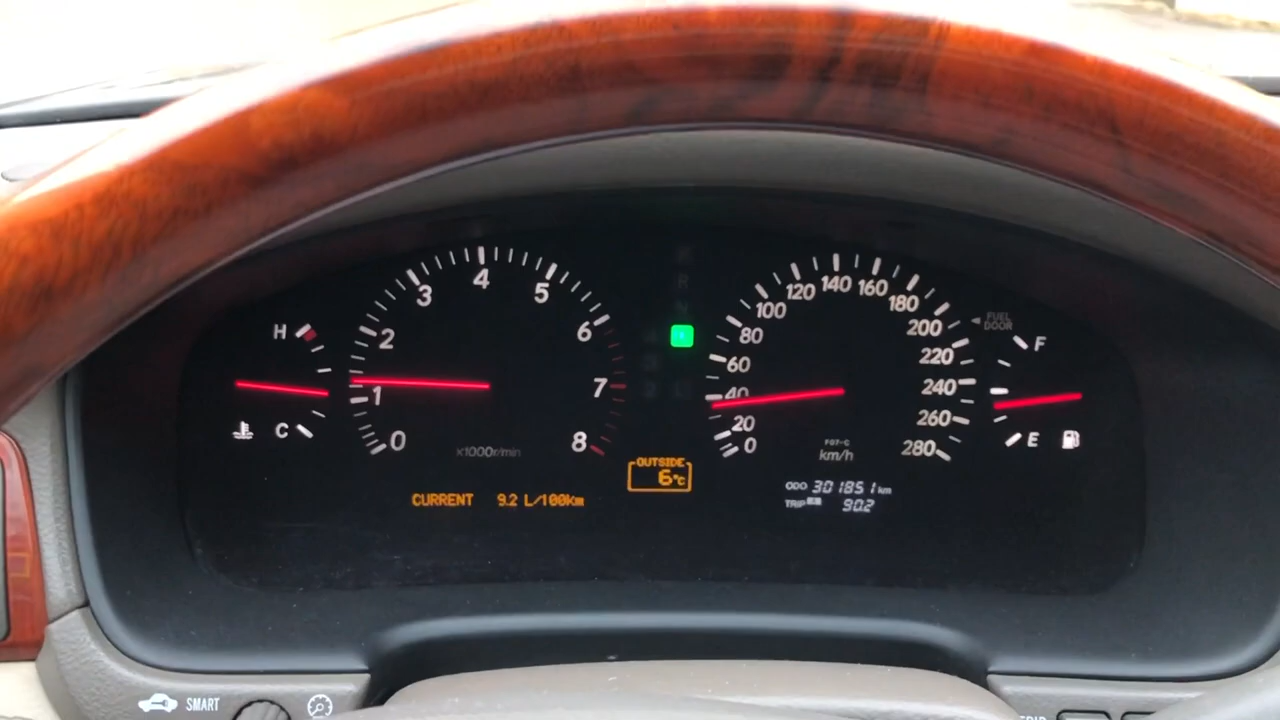 H
C
0
1
2
3
4
5
6
7
8
x1000r/min
CURRENT 9.2 L/100km
R
N
OUTSIDE
6°C
0
20
40
60
80
100
120
140
160
180
200
220
240
260
280
F07-C
km/h
ODO 301851 km
TRIP 90.2
FUEL
DOOR
F
E
SMART